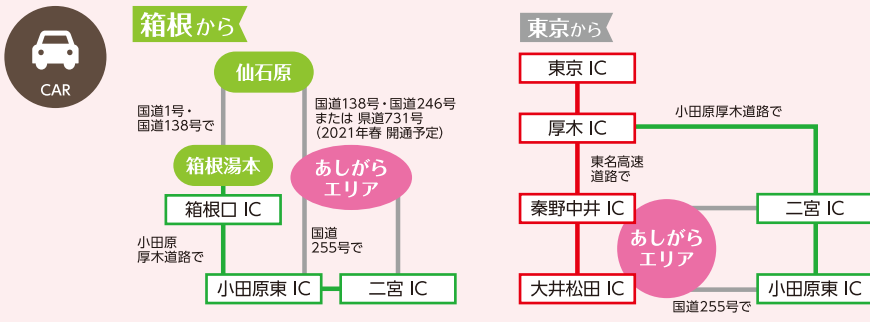 CAR
箱根から
仙石原
国道1号・
国道138号で
国道138号・国道246号
または 県道731号
（2021年春 開通予定）
箱根湯本
あしがら
エリア
箱根口 IC
小田原
厚木道路で
国道
255号で
小田原東 IC
二宮 IC
東京から
東京 IC
小田原厚木道路で
厚木 IC
東名高速
道路で
秦野中井 IC
二宮 IC
あしがら
エリア
大井松田 IC
小田原東 IC
国道255号で